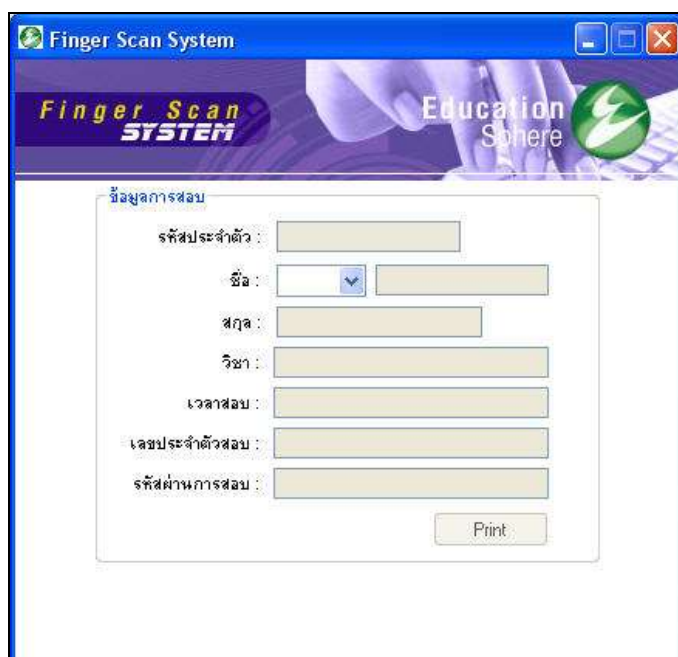 Finger Scan System
Finger Scan
SYSTEM
Education
Sphere
ข้อมูลการสอบ
รหัสประจำตัว :
ชื่อ :
สกุล :
วิชา :
เวลาสอบ :
เลขประจำตัวสอบ :
รหัสผ่านการสอบ :
Print